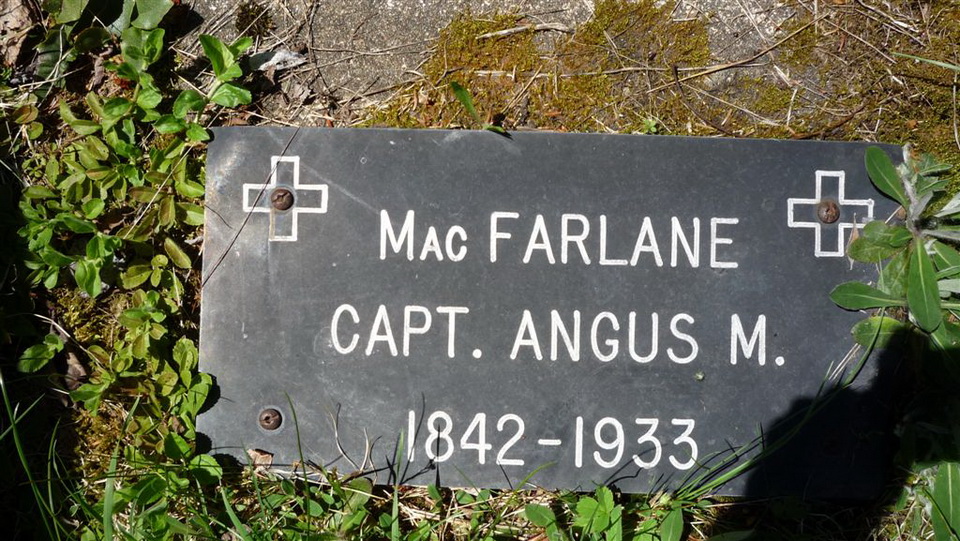 MAC FARLANE
CAPT. ANGUS M.
1842-1933